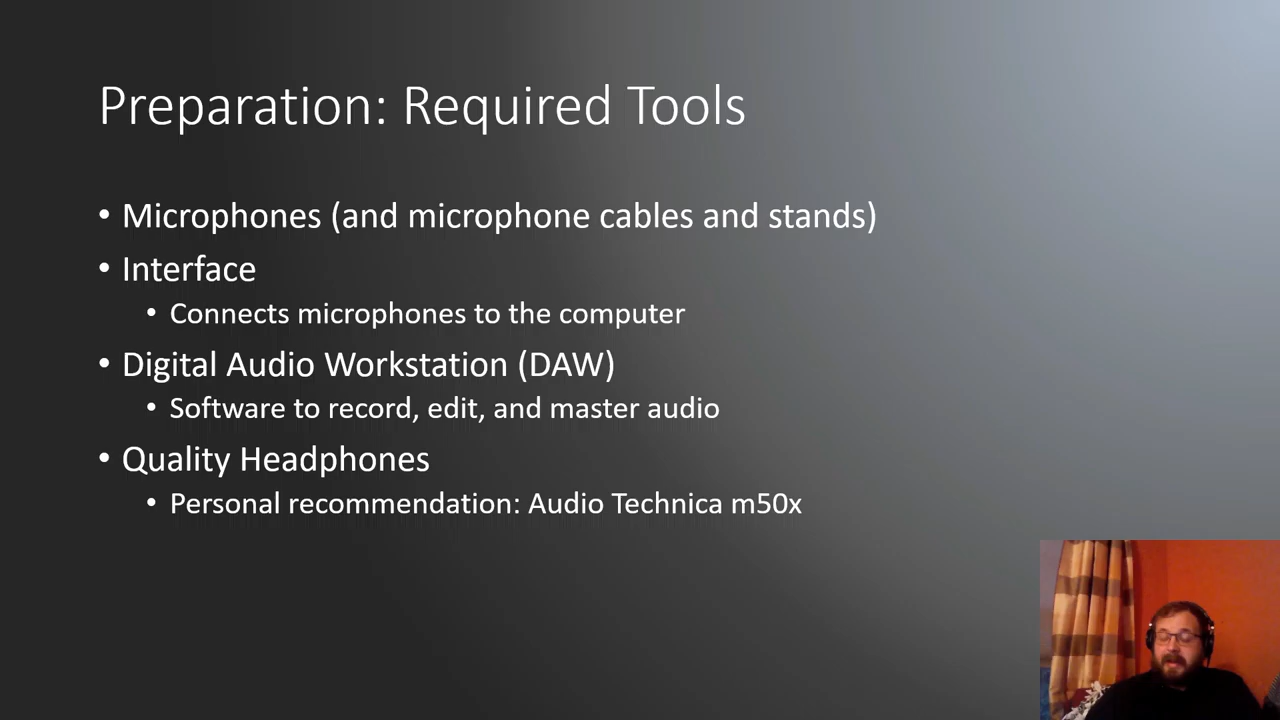 Preparation: Required Tools
• Microphones (and microphone cables and stands)
• Interface
• Connects microphones to the computer
• Digital Audio Workstation (DAW)
• Software to record, edit, and master audio
• Quality Headphones
• Personal recommendation: Audio Technica m50x